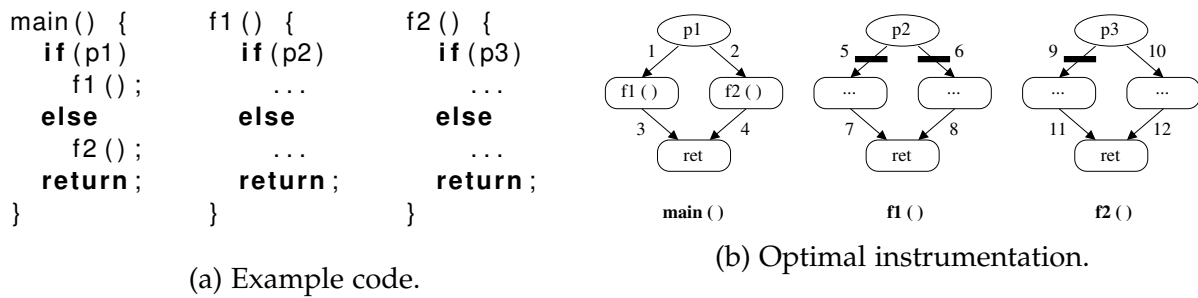 main() {
if(p1)
f1();
else
f2();
return;
}
f1() {
if(p2)
...
else
...
return;
}
f2() {
if(p3)
...
else
...
return;
}
(a) Example code.
p1
1 2
f1 ( ) f2 ( )
3 4
ret
main ( )
p2
5 6
... ...
7 8
ret
f1 ( )
p3
9 10
... ...
11 12
ret
f2 ( )
(b) Optimal instrumentation.